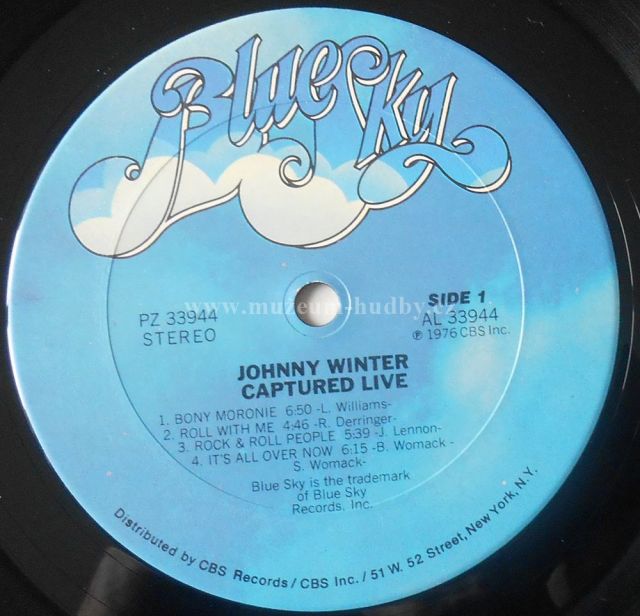 Blue Sky
www.muzeum-hudby.cz
PZ 33944
STEREO
SIDE 1
AL 33944
℗ 1976 CBS Inc.
JOHNNY WINTER
CAPTURED LIVE
1. BONY MORONIE 6:50 -L. Williams-
2. ROLL WITH ME 4:46 -R. Derringer-
3. ROCK & ROLL PEOPLE 5:39 -J. Lennon-
4. IT'S ALL OVER NOW 6:15 -B. Womack -
S. Womack-
Blue Sky is the trademark
of Blue Sky
Records, Inc.
Distributed by CBS Records / CBS Inc. / 51 W. 52 Street, New York, N.Y.